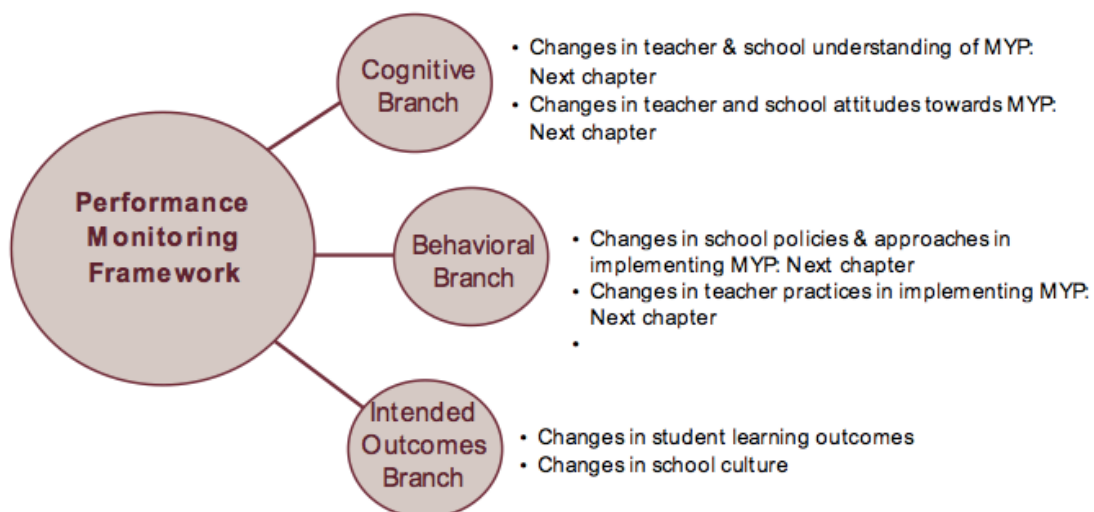 Performance
Monitoring
Framework
Cognitive
Branch
• Changes in teacher & school understanding of MYP:
Next chapter
• Changes in teacher and school attitudes towards MYP:
Next chapter
Behavioral
Branch
• Changes in school policies & approaches in
implementing MYP: Next chapter
• Changes in teacher practices in implementing MYP:
Next chapter
•
Intended
Outcomes
Branch
• Changes in student learning outcomes
• Changes in school culture